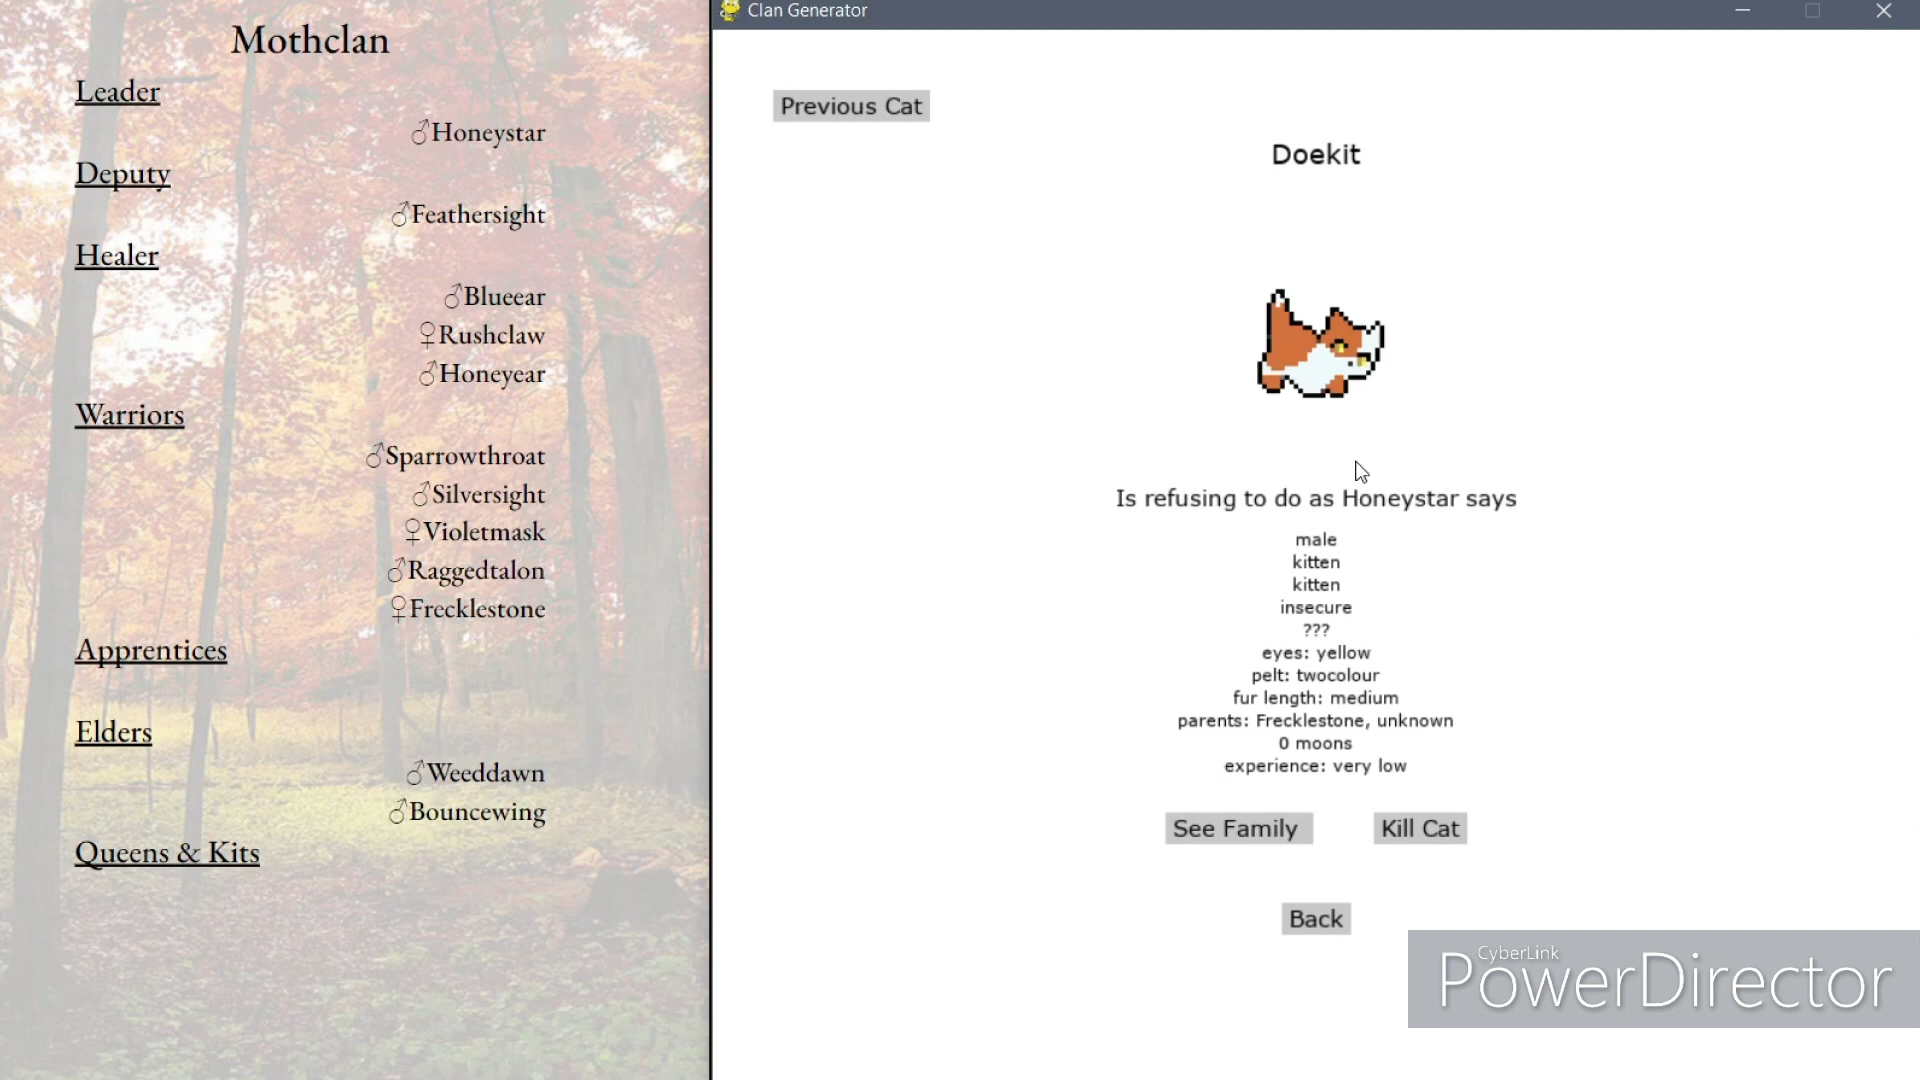 Mothclan
Leader
♂Honeystar
Deputy
♂Feathersight
Healer
♂Blueear
♀Rushclaw
♂Honeyear
Warriors
♂Sparrowthroat
♂Silversight
♀Violetmask
♂Raggedtalon
♀Frecklestone
Apprentices
Elders
♂Weeddawn
♂Bouncewing
Queens & Kits
Clan Generator
Previous Cat
Doekit
Is refusing to do as Honeystar says
male
kitten
kitten
insecure
???
eyes: yellow
pelt: twocolour
fur length: medium
parents: Frecklestone, unknown
0 moons
experience: very low
See Family
Kill Cat
Back
CyberLink
PowerDirector